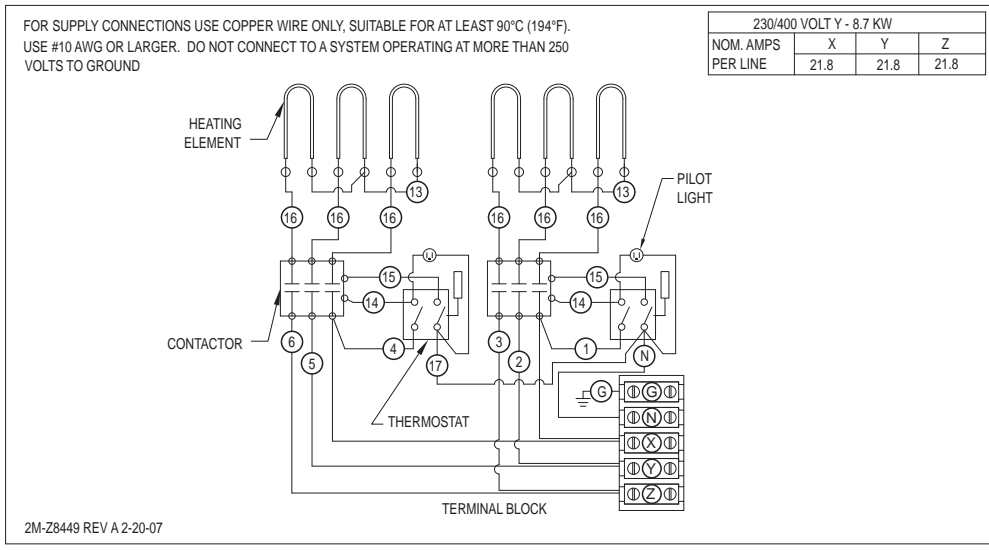 FOR SUPPLY CONNECTIONS USE COPPER WIRE ONLY, SUITABLE FOR AT LEAST 90°C (194°F).
USE #10 AWG OR LARGER. DO NOT CONNECT TO A SYSTEM OPERATING AT MORE THAN 250
VOLTS TO GROUND
230/400 VOLT Y - 8.7 KW
NOM. AMPS X Y Z
PER LINE 21.8 21.8 21.8
HEATING
ELEMENT
13 13
PILOT
LIGHT
16 16 16 16 16 16
15 15
14 14
CONTACTOR
6 4 3 1
5 17 2 N
G G
THERMOSTAT
N
X
Y
Z
TERMINAL BLOCK
2M-Z8449 REV A 2-20-07